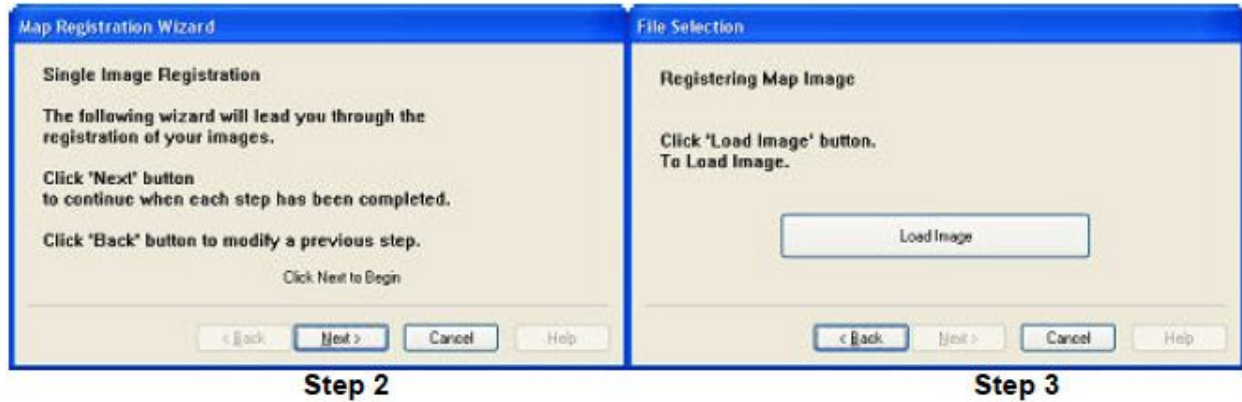 Map Registration Wizard
Single Image Registration
The following wizard will lead you through the
registration of your images.
Click "Next" button
to continue when each step has been completed.
Click "Back" button to modify a previous step.
Click Next to Begin
< Back
Next >
Cancel
Help
Step 2
File Selection
Registering Map Image
Click 'Load Image' button.
To Load Image.
Load Image
< Back
Next >
Cancel
Help
Step 3